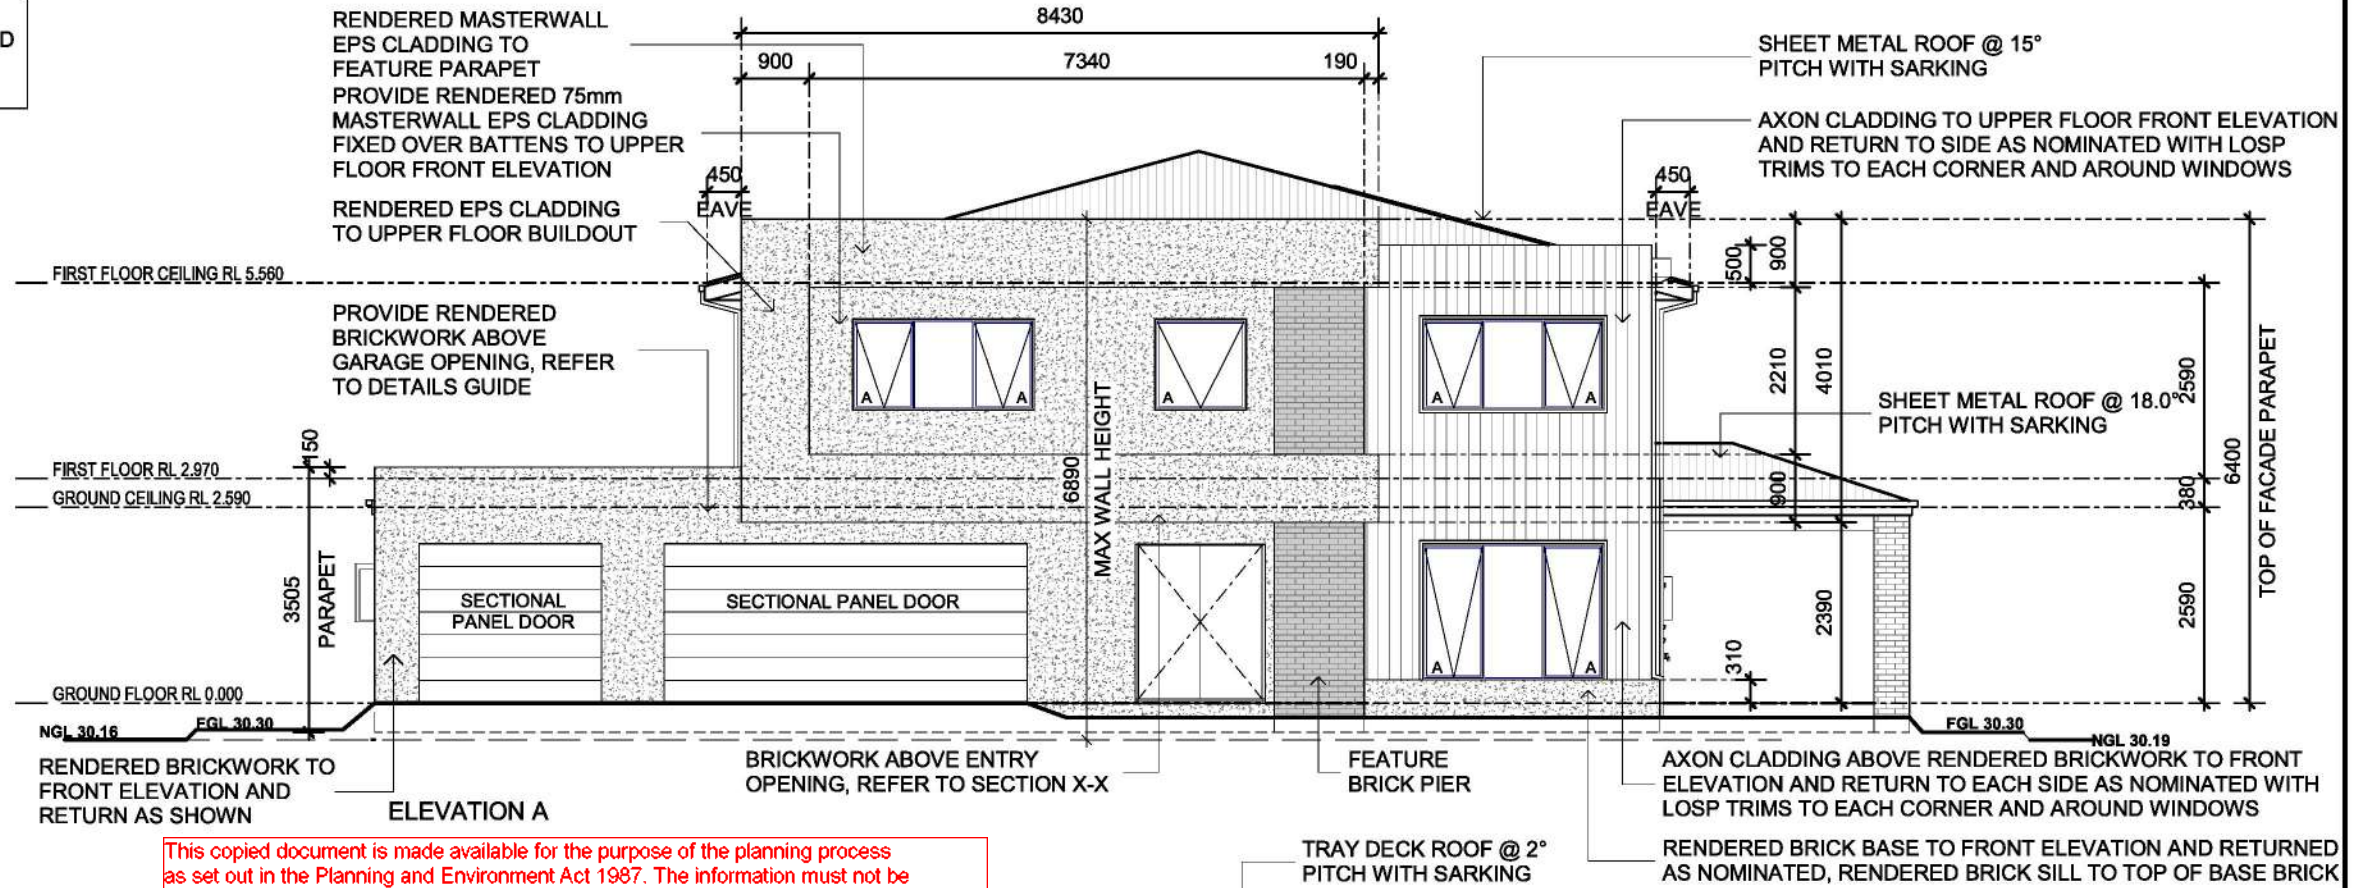 D
RENDERED MASTERWALL
EPS CLADDING TO
FEATURE PARAPET
PROVIDE RENDERED 75mm
MASTERWALL EPS CLADDING
FIXED OVER BATTENS TO UPPER
FLOOR FRONT ELEVATION
RENDERED EPS CLADDING
TO UPPER FLOOR BUILDOUT
FIRST FLOOR CEILING RL 5.560
PROVIDE RENDERED
BRICKWORK ABOVE
GARAGE OPENING, REFER
TO DETAILS GUIDE
FIRST FLOOR RL 2.970
GROUND CEILING RL 2.590
GROUND FLOOR RL 0.000
150
3505
PARAPET
NGL 30.16
FGL 30.30
8430
900
7340
190
450
EAVE
450
EAVE
SHEET METAL ROOF @ 15°
PITCH WITH SARKING
AXON CLADDING TO UPPER FLOOR FRONT ELEVATION
AND RETURN TO SIDE AS NOMINATED WITH LOSP
TRIMS TO EACH CORNER AND AROUND WINDOWS
A
A
A
A
A
6890
MAX WALL HEIGHT
500
900
2210
4010
2590
SHEET METAL ROOF @ 18.0°
PITCH WITH SARKING
900
380
6400
TOP OF FACADE PARAPET
2390
2590
310
SECTIONAL
PANEL DOOR
SECTIONAL PANEL DOOR
A
A
FGL 30.30
NGL 30.19
RENDERED BRICKWORK TO
FRONT ELEVATION AND
RETURN AS SHOWN
ELEVATION A
BRICKWORK ABOVE ENTRY
OPENING, REFER TO SECTION X-X
FEATURE
BRICK PIER
AXON CLADDING ABOVE RENDERED BRICKWORK TO FRONT
ELEVATION AND RETURN TO EACH SIDE AS NOMINATED WITH
LOSP TRIMS TO EACH CORNER AND AROUND WINDOWS
RENDERED BRICK BASE TO FRONT ELEVATION AND RETURNED
AS NOMINATED, RENDERED BRICK SILL TO TOP OF BASE BRICK
TRAY DECK ROOF @ 2°
PITCH WITH SARKING
This copied document is made available for the purpose of the planning process
as set out in the Planning and Environment Act 1987. The information must not be